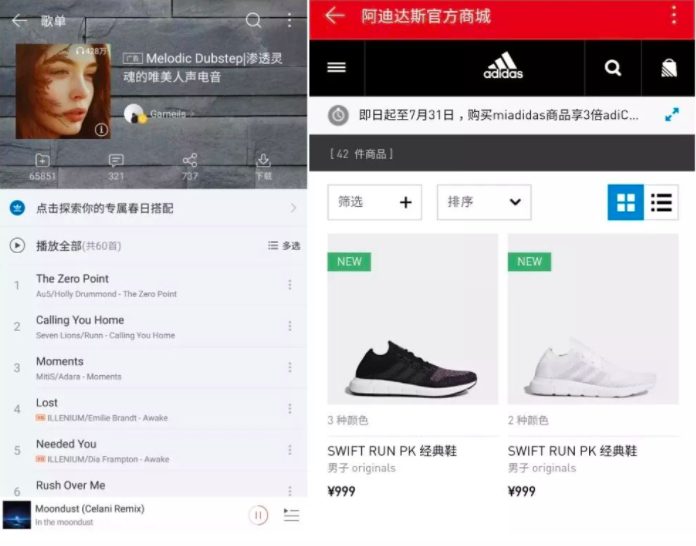 歌单
428万
广告 Melodic Dubstep|渗透灵
魂的唯美人声电音
Gameils
65851
321
737
下载
点击探索你的专属春日搭配
播放全部(共60首)
多选
1 The Zero Point
AuS/Holly Drummond - The Zero Point
2 Calling You Home
Seven Lions/Runn - Calling You Home
3 Moments
MitiS/Adara - Moments
4 Lost
ILLENIUM/Emilie Brandt - Awake
5 Needed You
ILLENIUM/Dia Frampton - Awake
6 Rush Over Me
Moondust (Celani Remix)
In the moondust
阿迪达斯官方商城
adidas
即日起至7月31日，购买miadidas商品享3倍adiC...
[ 42 件商品 ]
筛选 +
排序
NEW
NEW
3 种颜色
SWIFT RUN PK 经典鞋
男子 originals
¥999
2 种颜色
SWIFT RUN PK 经典鞋
男子 originals
¥999